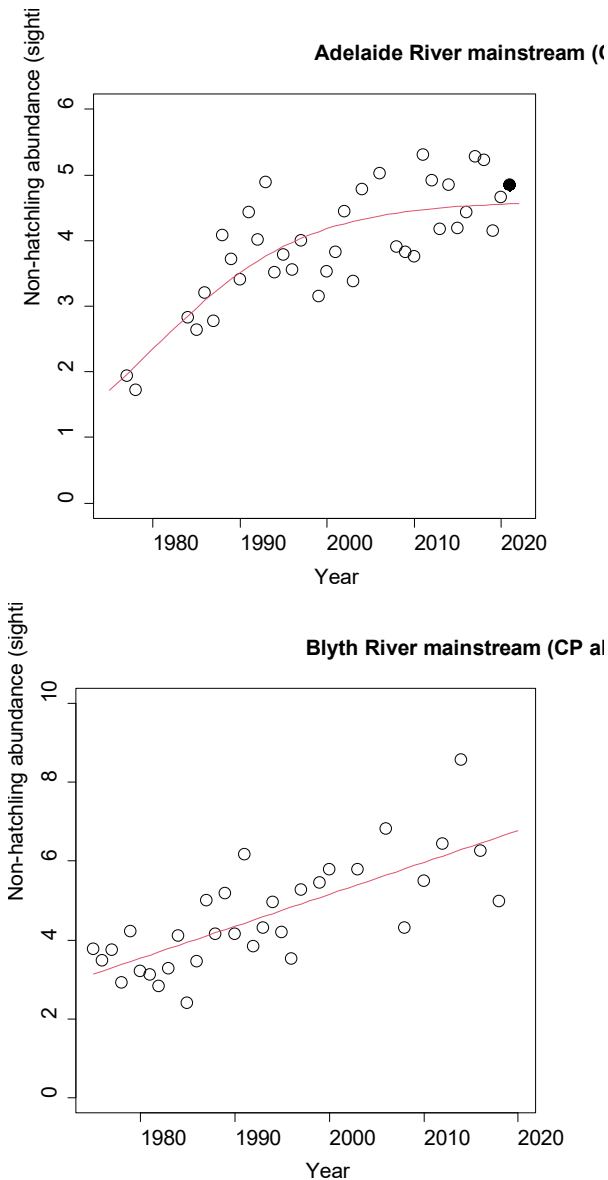 Adelaide River mainstream (
Non-hatchling abundance (sighti
6
5
4
3
2
1
0
1980 1990 2000 2010 2020
Year
Blyth River mainstream (CP al
Non-hatchling abundance (sighti
10
8
6
4
2
0
1980 1990 2000 2010 2020
Year